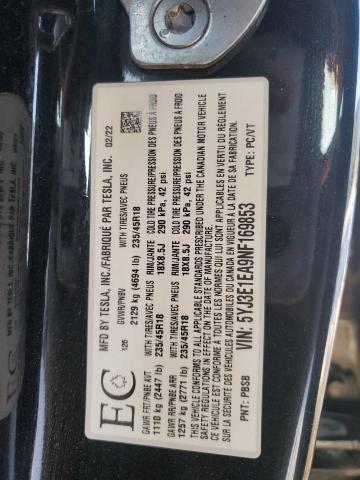 MFD BY TESLA, INC./FABRIQUÉ PAR TESLA, INC. 02/22
EC
126
GVWR/PNBV
2129 kg (4694 lb)
WITH TIRES/AVEC PNEUS
235/45R18
GAWR FRT/PNBE AVT
1110 kg (2447 lb)
WITH TIRES/AVEC PNEUS
235/45R18
RIM/JANTE
18X8.5J
COLD TIRE PRESSURE/PRESSION DES PNEUS À FROID
290 kPa, 42 psi
GAWR RR/PNBE ARR
1257 kg (2771 lb)
WITH TIRES/AVEC PNEUS
235/45R18
RIM/JANTE
18X8.5J
COLD TIRE PRESSURE/PRESSION DES PNEUS À FROID
290 kPa, 42 psi
THIS VEHICLE CONFORMS TO ALL APPLICABLE STANDARDS PRESCRIBED UNDER THE CANADIAN MOTOR VEHICLE
SAFETY REGULATIONS IN EFFECT ON THE DATE OF MANUFACTURE
CE VÉHICULE EST CONFORME À TOUTES LES NORMES QUI LUI SONT APPLICABLES EN VERTU DU RÈGLEMENT
SUR LA SÉCURITÉ DES VÉHICULES AUTOMOBILES DU CANADA EN VIGUEUR À LA DATE DE SA FABRICATION.
PNT: PBSB
VIN: 5YJ3E1EA9NF169853
TYPE: PC/VT